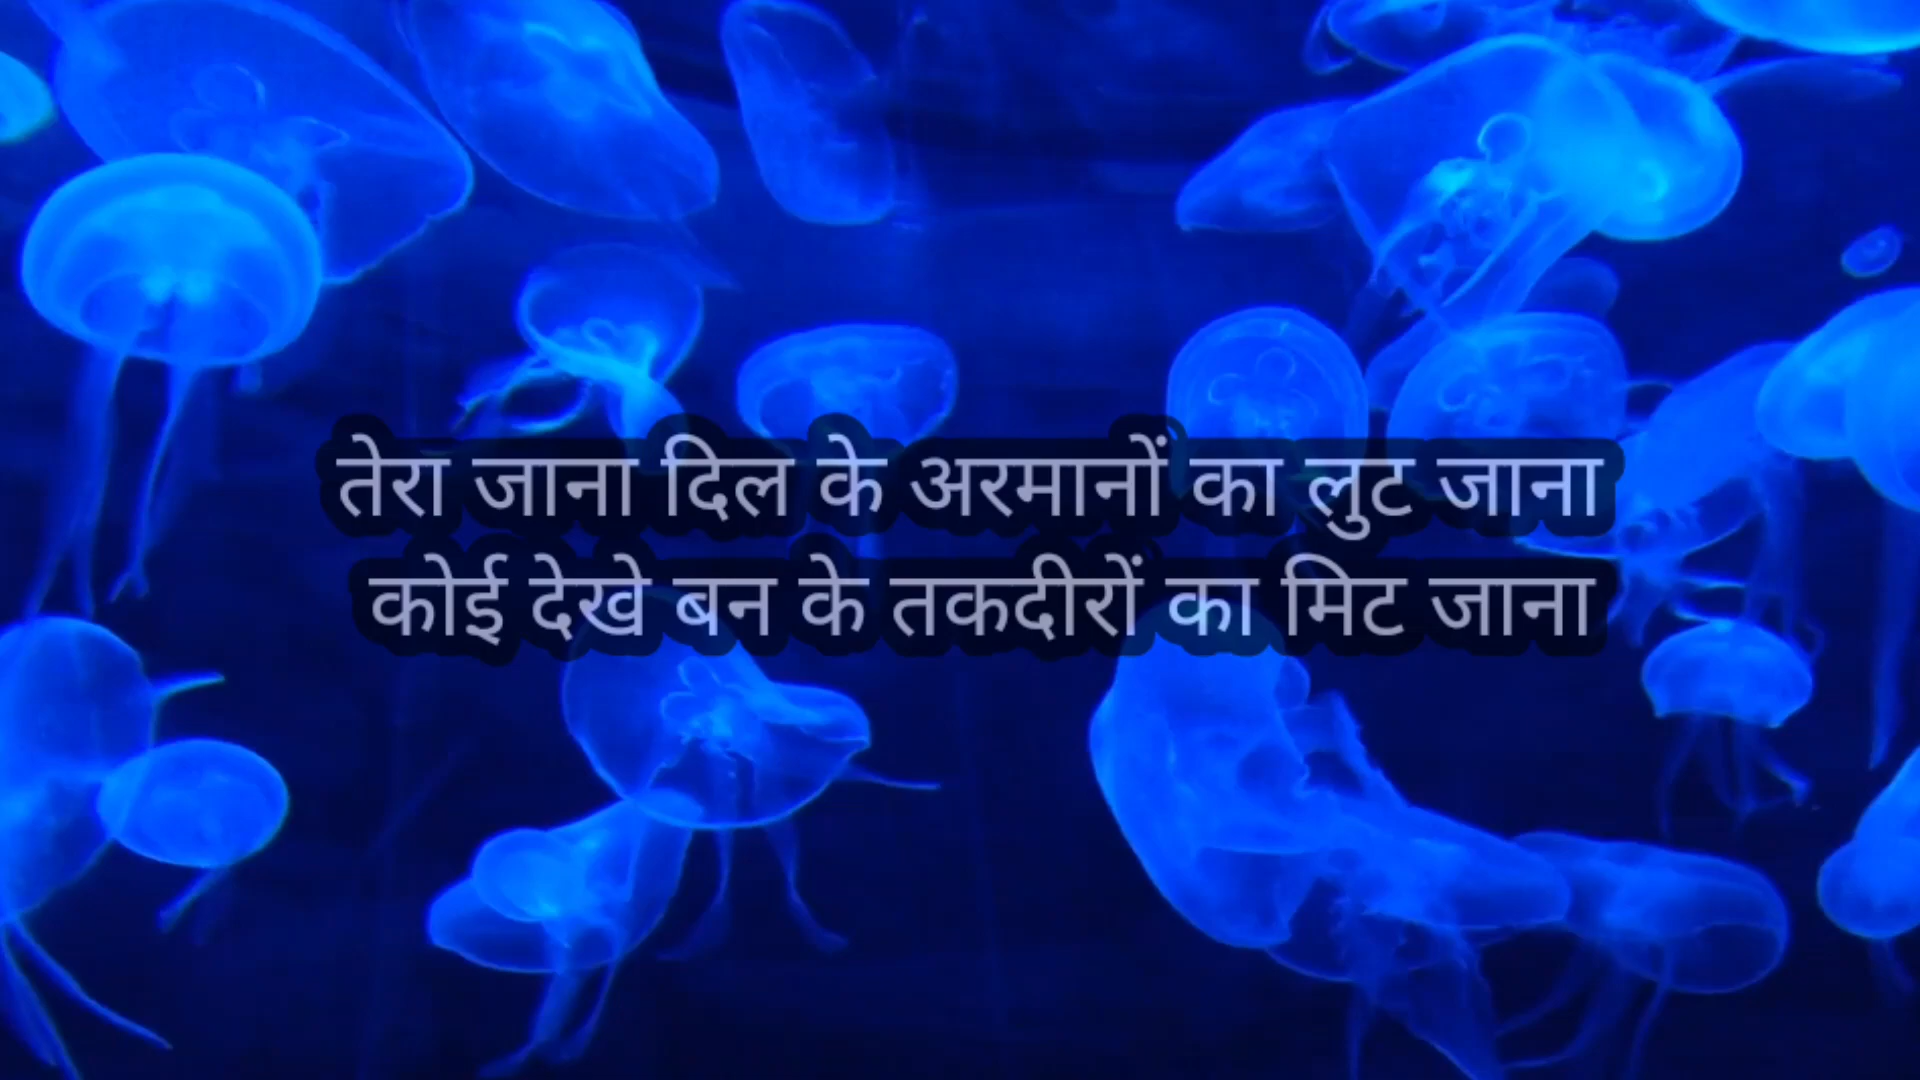 तेरा जाना दिल के अरमानों का लुट जाना
कोई देखे बन के तकदीरों का मिट जाना